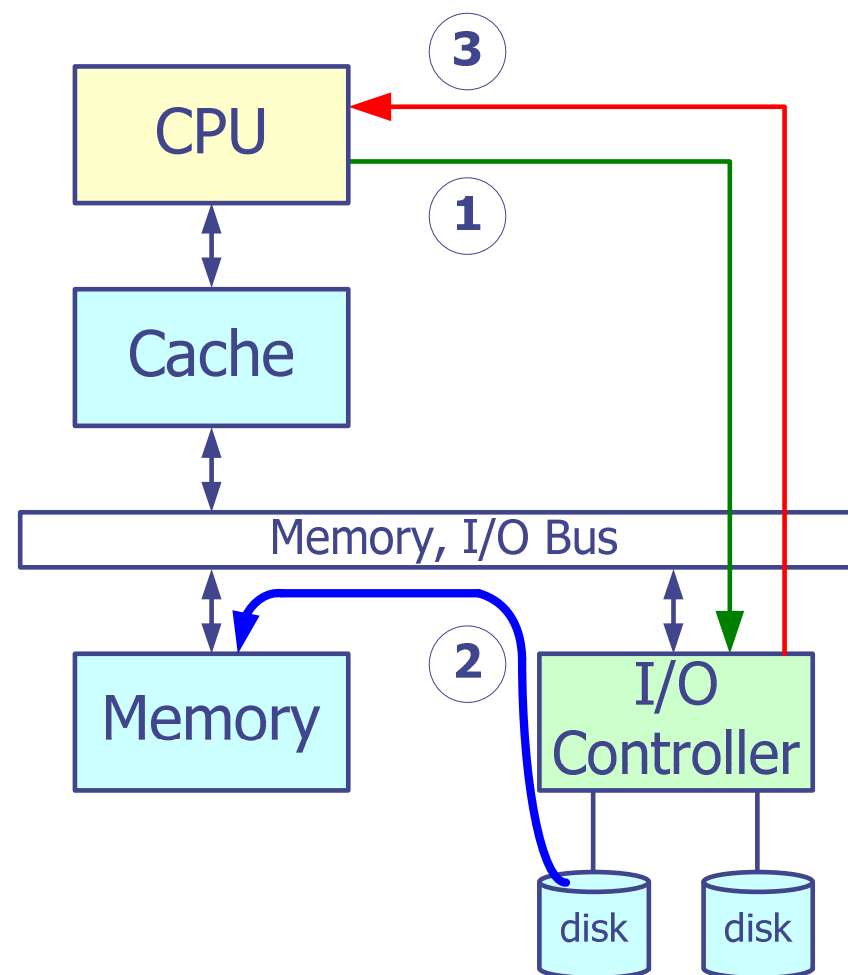 3
CPU
1
Cache
Memory, I/O Bus
2
Memory
I/O
Controller
disk
disk